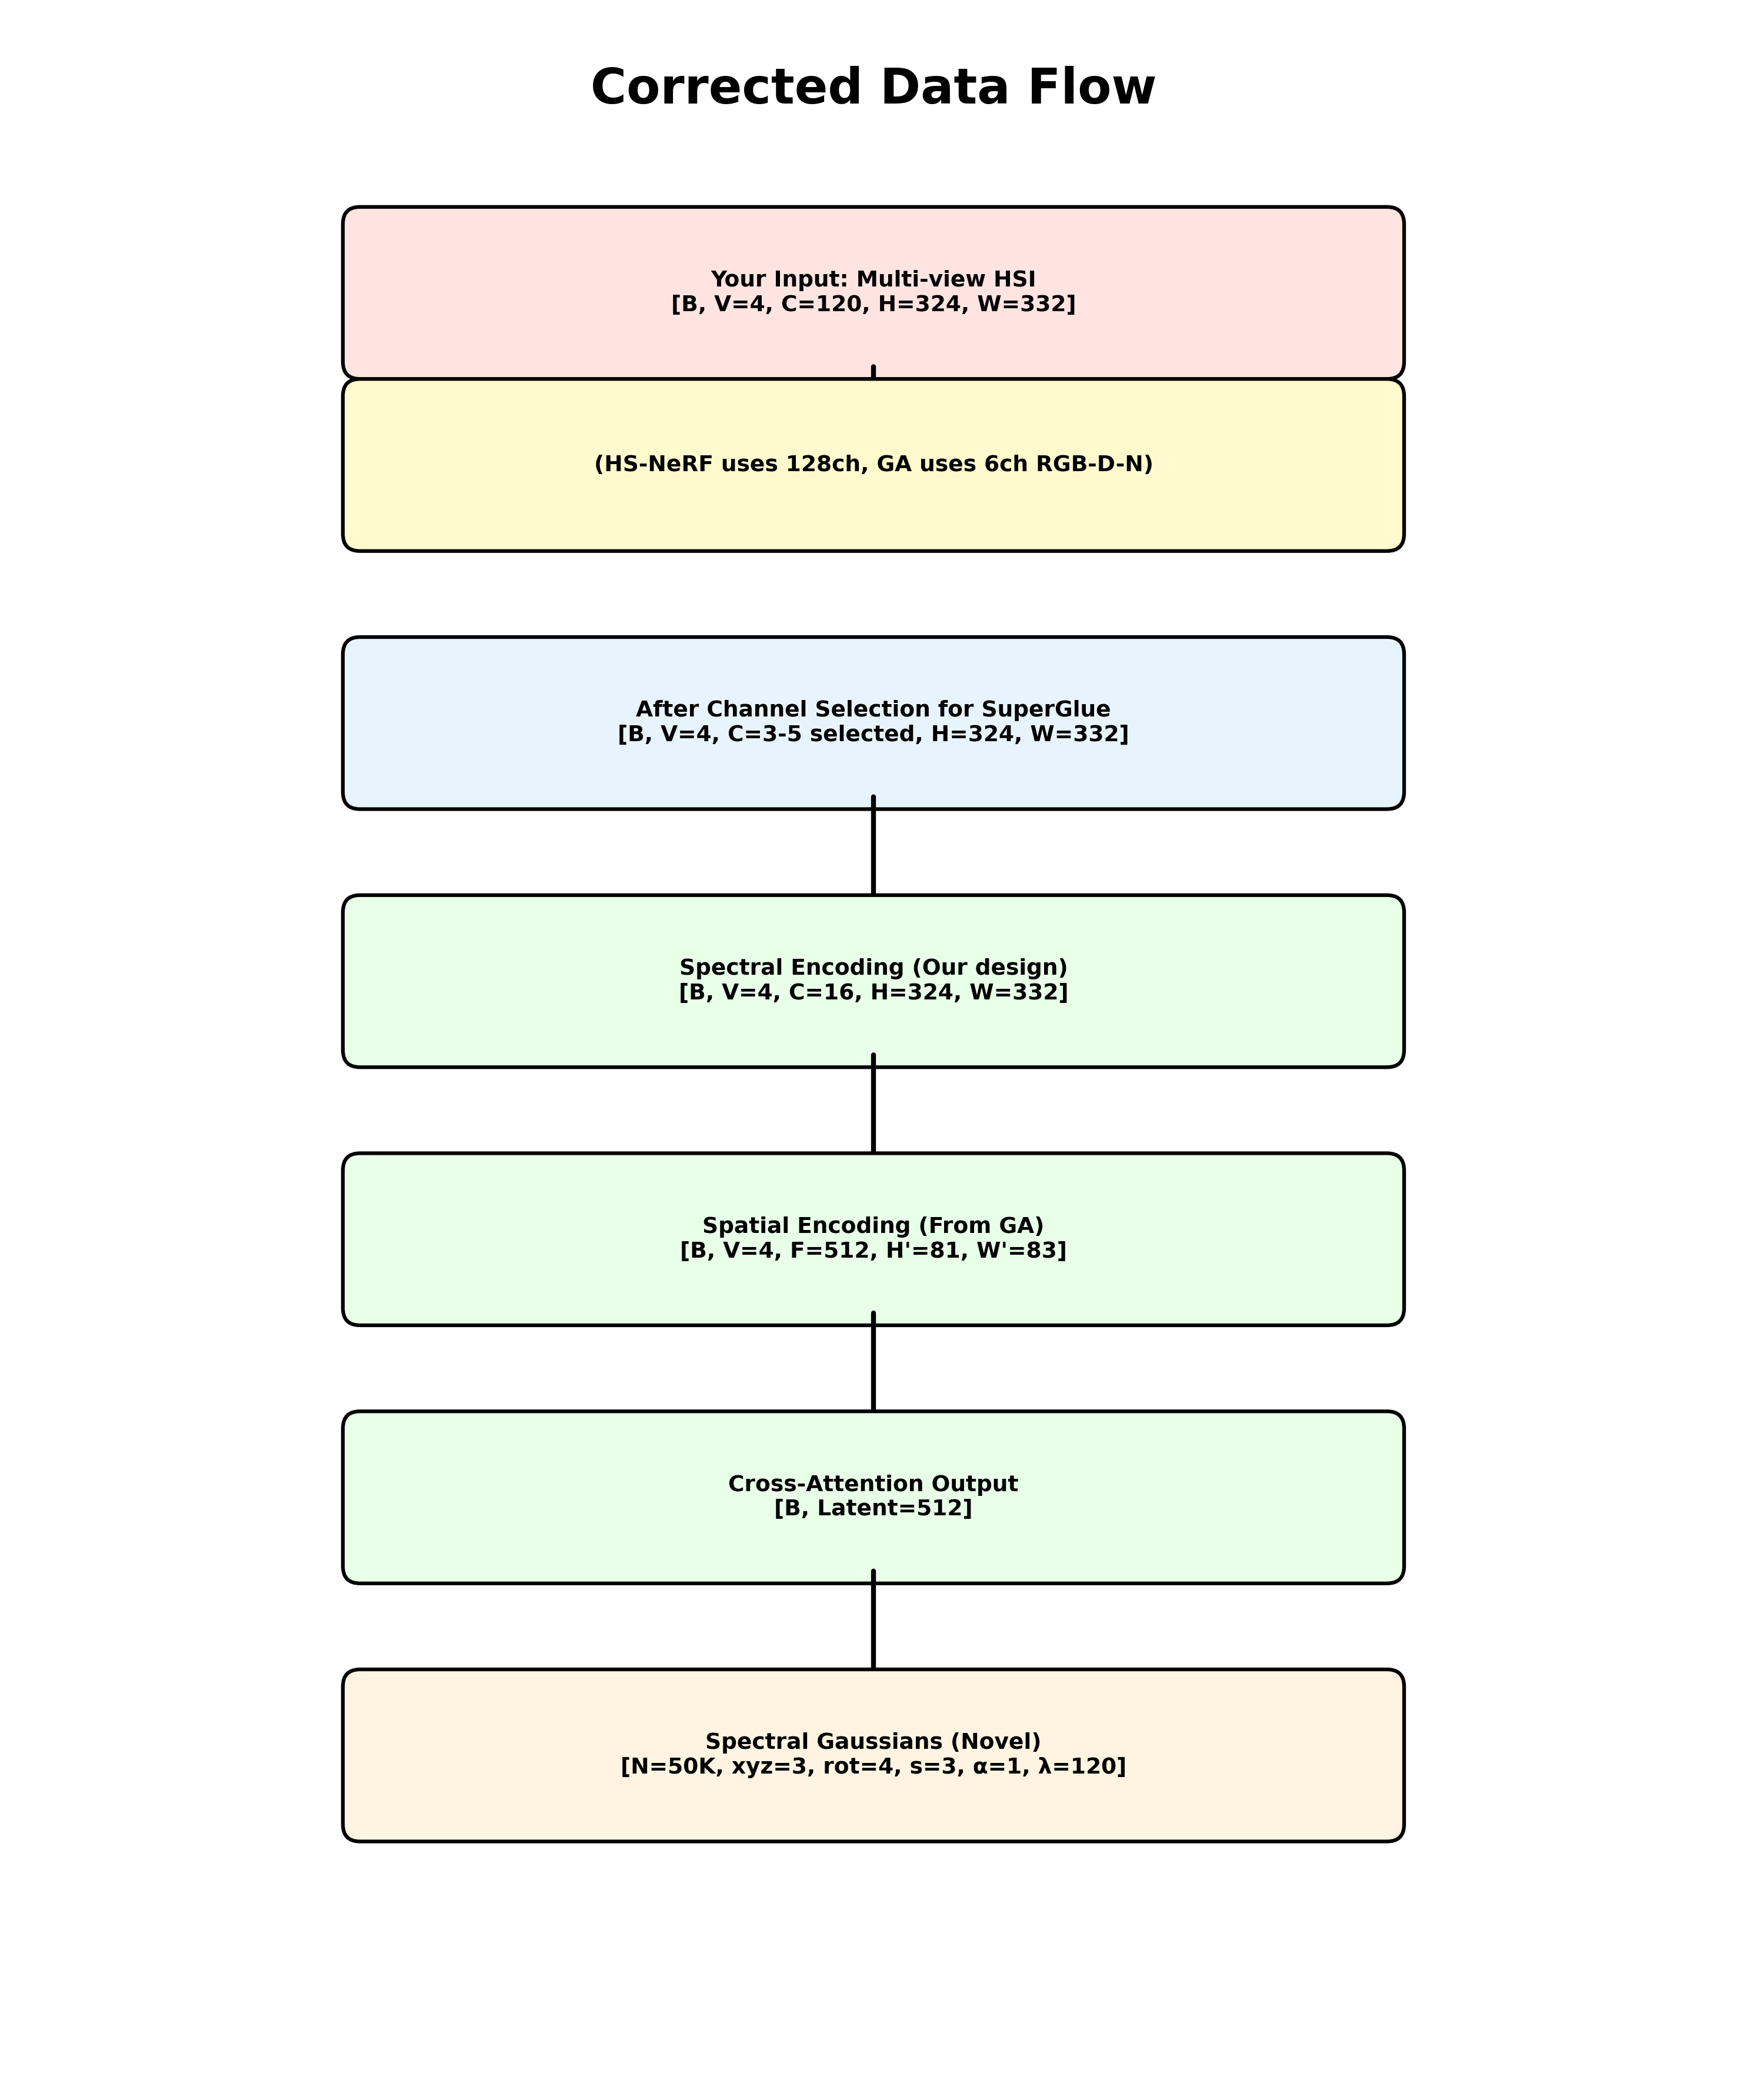 Corrected Data Flow
Your Input: Multi-view HSI
[B, V=4, C=120, H=324, W=332]
(HS-NeRF uses 128ch, GA uses 6ch RGB-D-N)
After Channel Selection for SuperGlue
[B, V=4, C=3-5 selected, H=324, W=332]
Spectral Encoding (Our design)
[B, V=4, C=16, H=324, W=332]
Spatial Encoding (From GA)
[B, V=4, F=512, H'=81, W'=83]
Cross-Attention Output
[B, Latent=512]
Spectral Gaussians (Novel)
[N=50K, xyz=3, rot=4, s=3, α=1, λ=120]